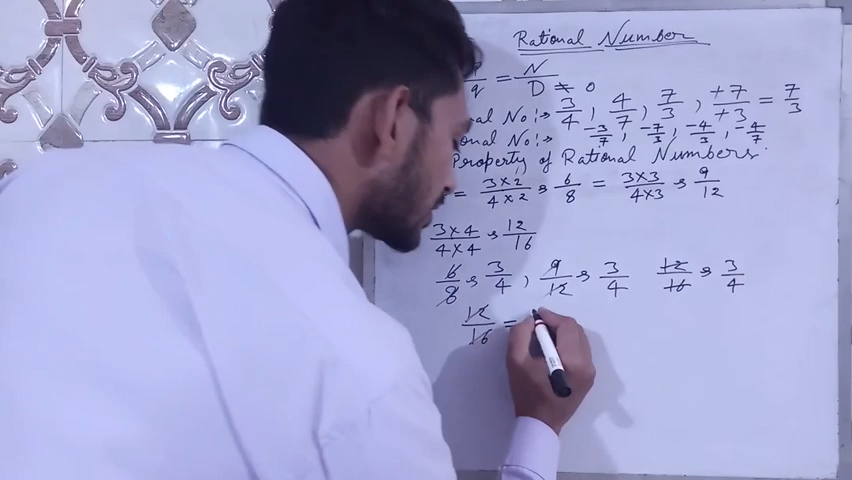 Rational Number
q = N/D ≠ 0
al No:→ 3/4, 4/7, 7/3, +7/+3 = 7/3
onal No:→ -3/7, -7/3, -4/3, -4/7
Property of Rational Numbers:
= 3×2/4×2 , 6/8 = 3×3/4×3 , 9/12
3×4/4×4 , 12/16
6/8 , 3/4 , 9/12 , 3/4 12/16 , 3/4
12/16 =